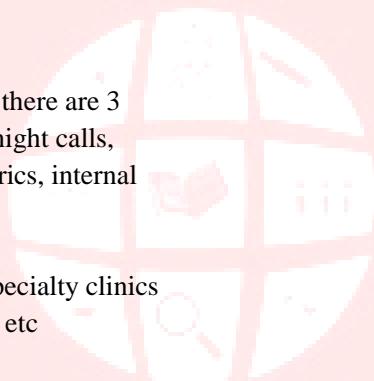 there are 3
night calls,
rics, internal
pecialty clinics
etc